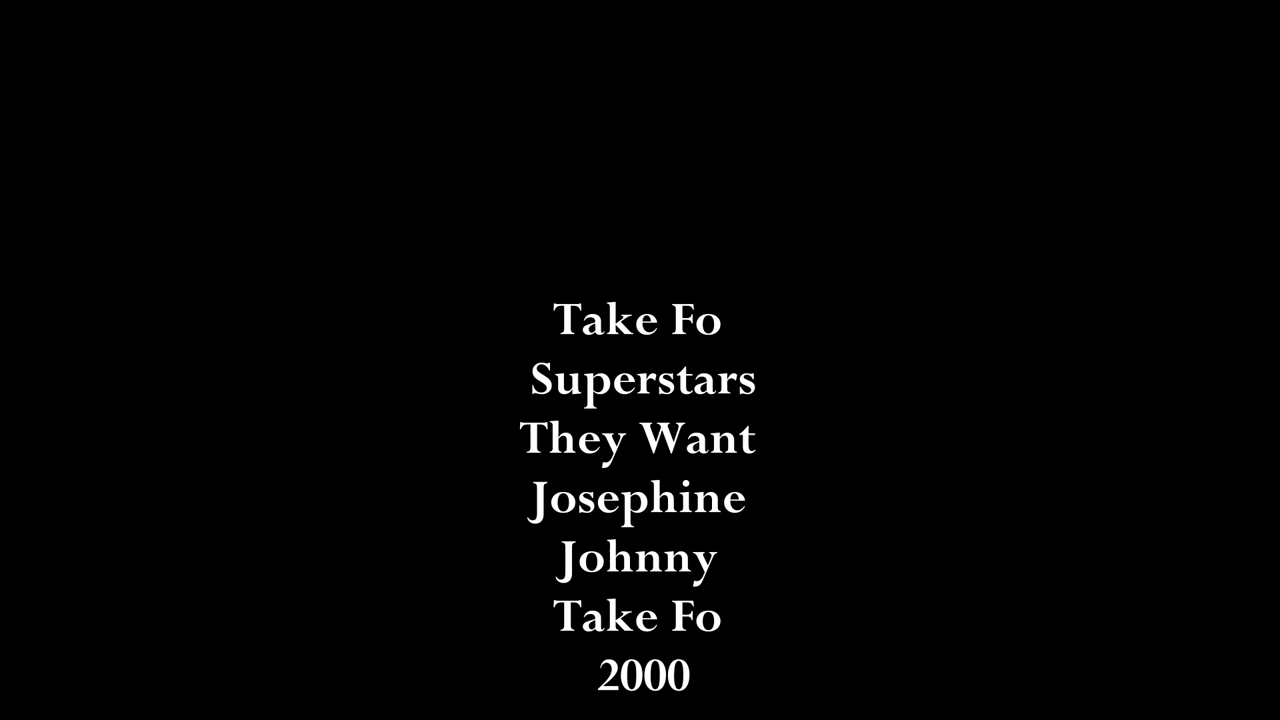 Take Fo
Superstars
They Want
Josephine
Johnny
Take Fo
2000